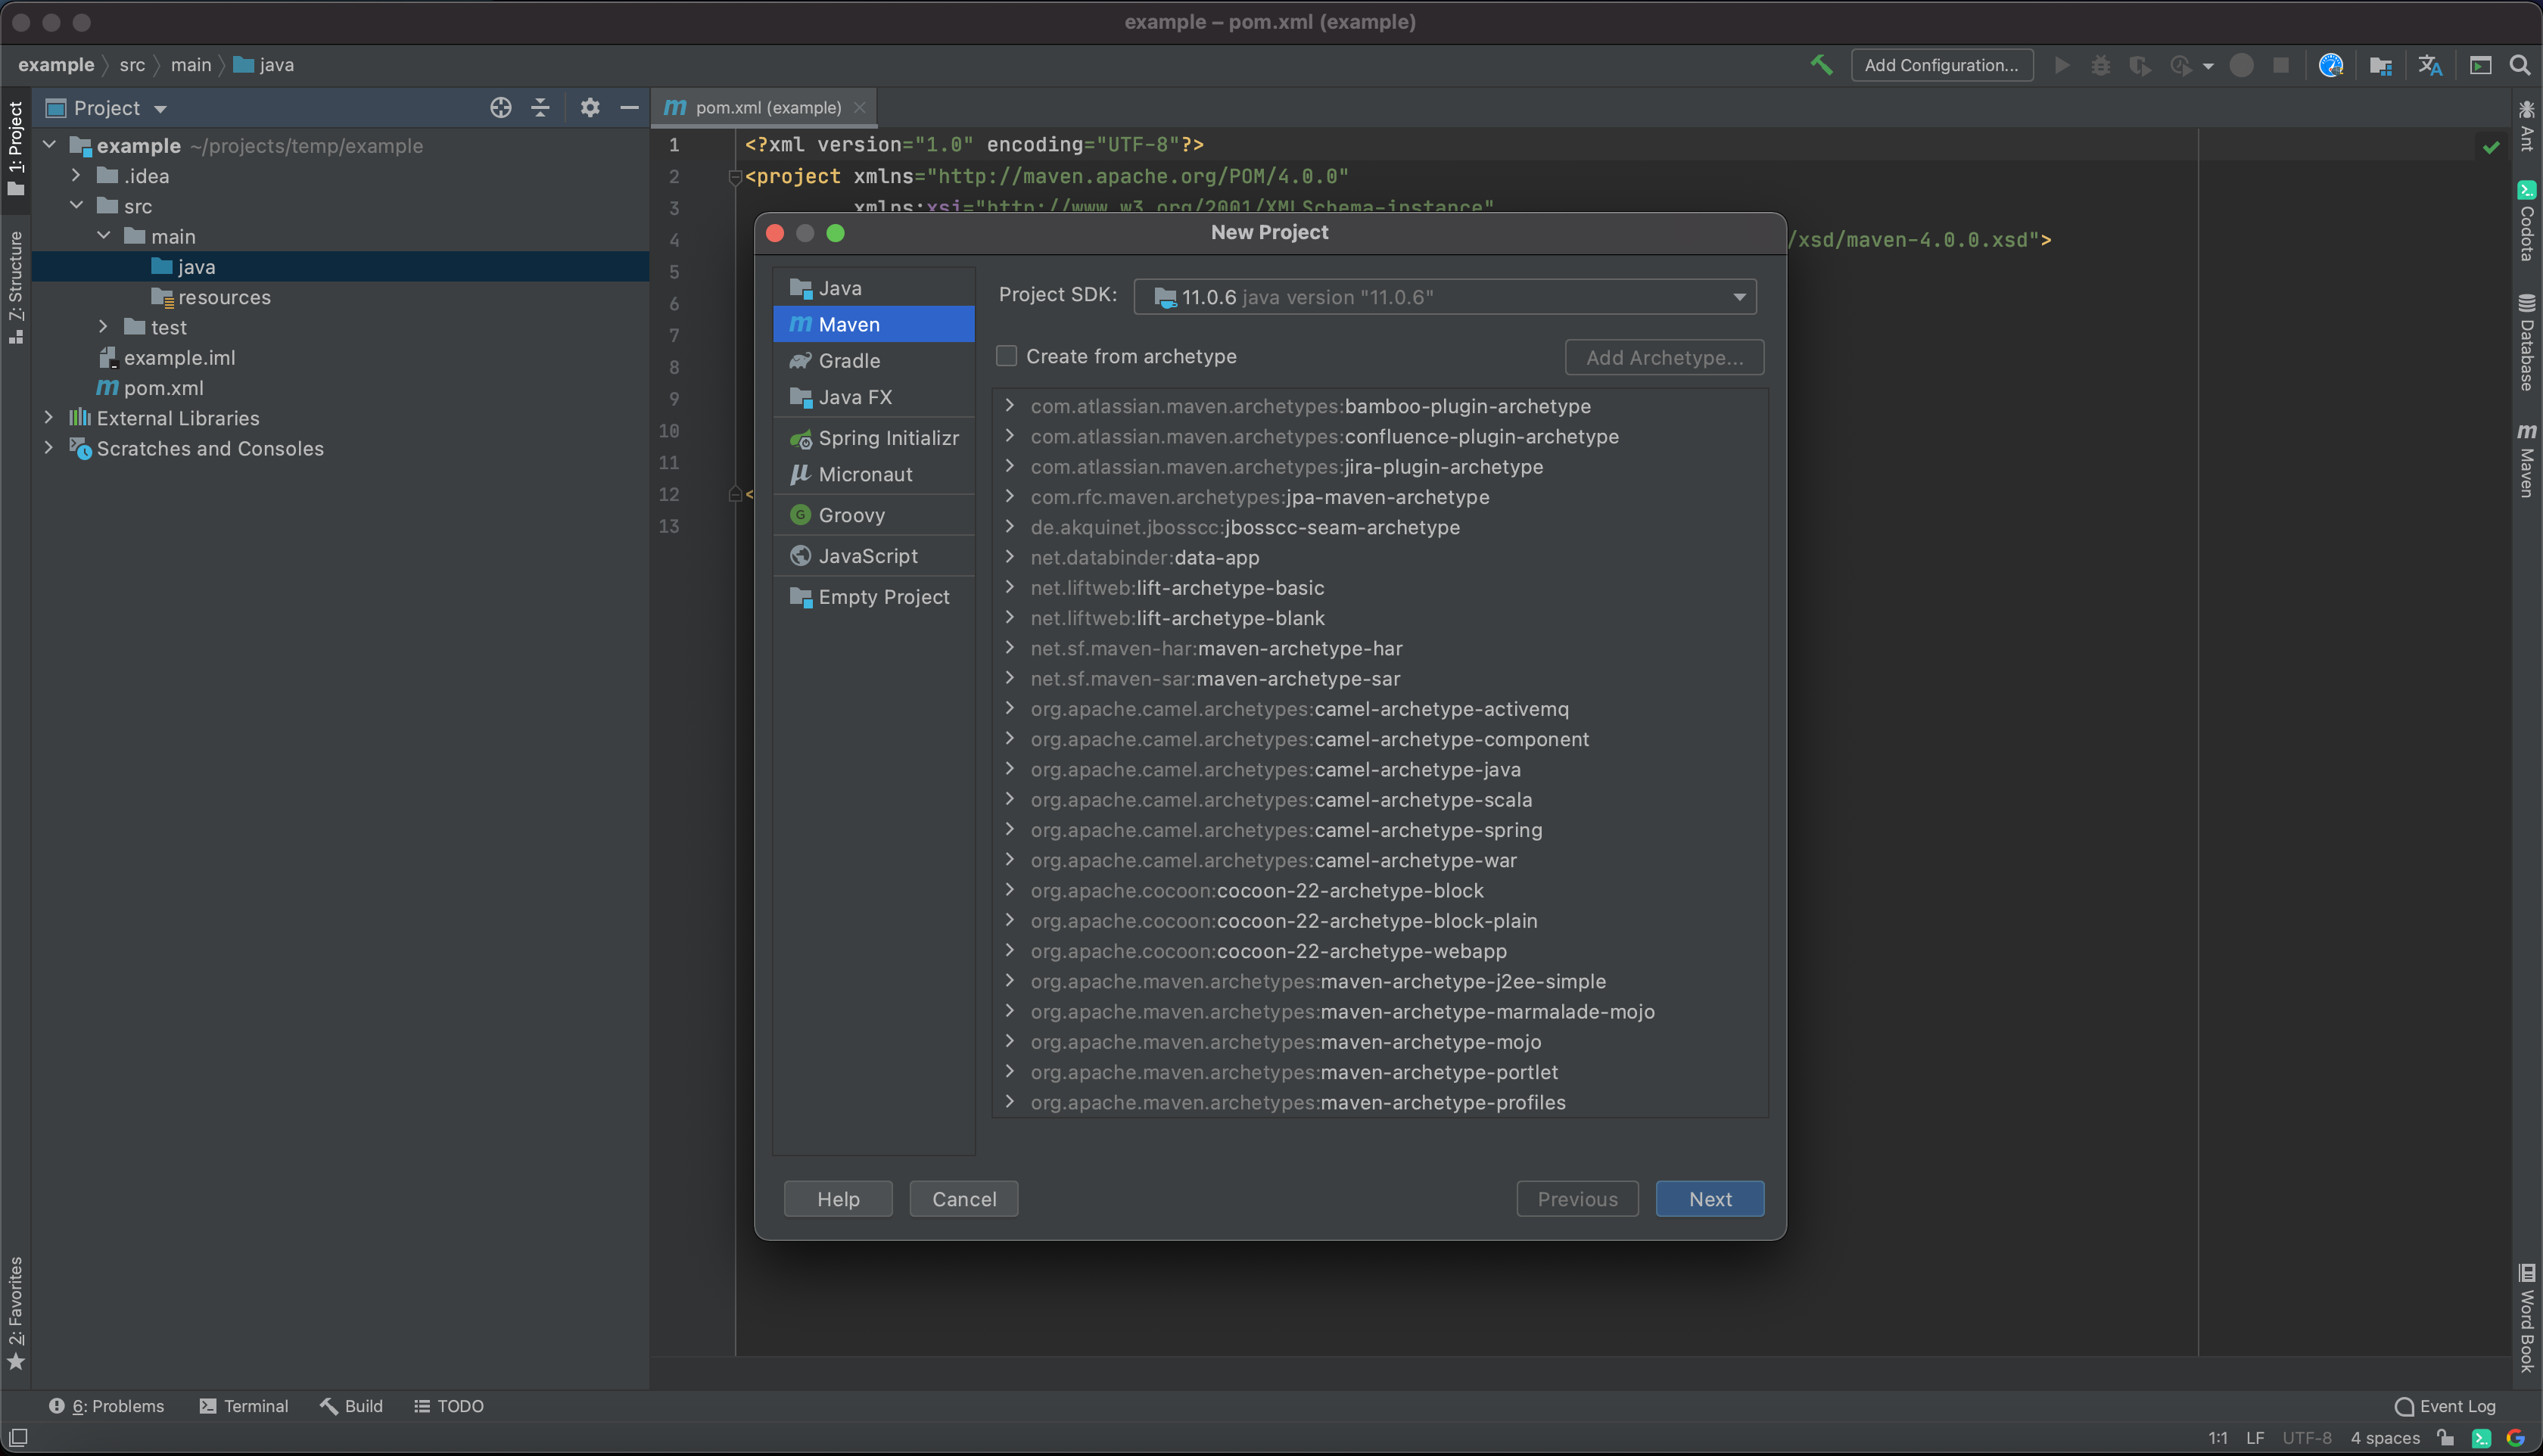 example – pom.xml (example)
example src main java
Add Configuration...
1: Project
Z: Structure
2: Favorites
Project
example ~/projects/temp/example
.idea
src
main
java
resources
test
example.iml
pom.xml
External Libraries
Scratches and Consoles
pom.xml (example)
1 <?xml version="1.0" encoding="UTF-8"?>
2 <project xmlns="http://maven.apache.org/POM/4.0.0"
3 xmlns:xsi="http://www.w3.org/2001/XMLSchema-instance"
4 /xsd/maven-4.0.0.xsd">
5
6
7
8
9
10
11
12 <
13
New Project
Java
Maven
Gradle
Java FX
Spring Initializr
Micronaut
Groovy
JavaScript
Empty Project
Project SDK: 11.0.6 java version "11.0.6"
Create from archetype
Add Archetype...
com.atlassian.maven.archetypes:bamboo-plugin-archetype
com.atlassian.maven.archetypes:confluence-plugin-archetype
com.atlassian.maven.archetypes:jira-plugin-archetype
com.rfc.maven.archetypes:jpa-maven-archetype
de.akquinet.jbosscc:jbosscc-seam-archetype
net.databinder:data-app
net.liftweb:lift-archetype-basic
net.liftweb:lift-archetype-blank
net.sf.maven-har:maven-archetype-har
net.sf.maven-sar:maven-archetype-sar
org.apache.camel.archetypes:camel-archetype-activemq
org.apache.camel.archetypes:camel-archetype-component
org.apache.camel.archetypes:camel-archetype-java
org.apache.camel.archetypes:camel-archetype-scala
org.apache.camel.archetypes:camel-archetype-spring
org.apache.camel.archetypes:camel-archetype-war
org.apache.cocoon:cocoon-22-archetype-block
org.apache.cocoon:cocoon-22-archetype-block-plain
org.apache.cocoon:cocoon-22-archetype-webapp
org.apache.maven.archetypes:maven-archetype-j2ee-simple
org.apache.maven.archetypes:maven-archetype-marmalade-mojo
org.apache.maven.archetypes:maven-archetype-mojo
org.apache.maven.archetypes:maven-archetype-portlet
org.apache.maven.archetypes:maven-archetype-profiles
Help
Cancel
Previous
Next
Ant
Codota
Database
Maven
Word Book
6: Problems
Terminal
Build
TODO
Event Log
1:1 LF UTF-8 4 spaces